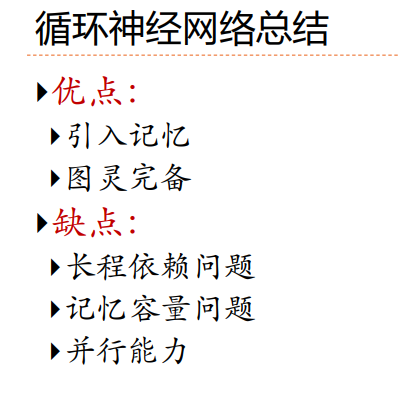 循环神经网络总结
优点：
引入记忆
图灵完备
缺点：
长程依赖问题
记忆容量问题
并行能力